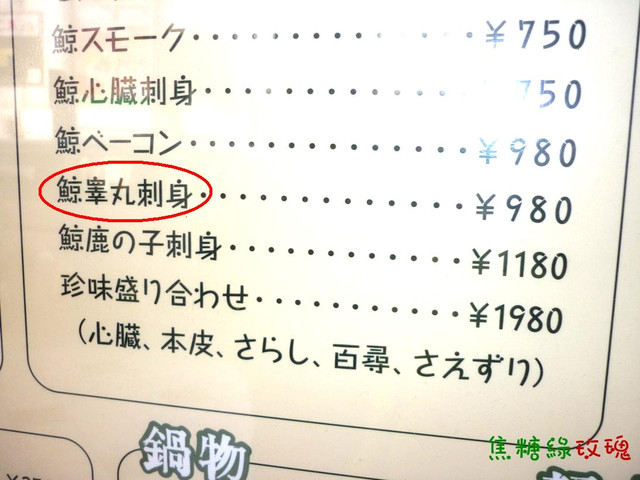 鯨スモーク・・・・・・・・・・・・・・¥750
鯨心臓刺身・・・・・・・・・・・・・750
鯨ベーコン・・・・・・・・・・・・・¥980
鯨睾丸刺身・・・・・・・・・・・・¥980
鯨鹿の子刺身・・・・・・・・・・¥1180
珍味盛り合わせ・・・・・・・・・¥1980
(心臓、本皮、さらし、百尋、さえずり)
鍋物
焦糖綠玫瑰